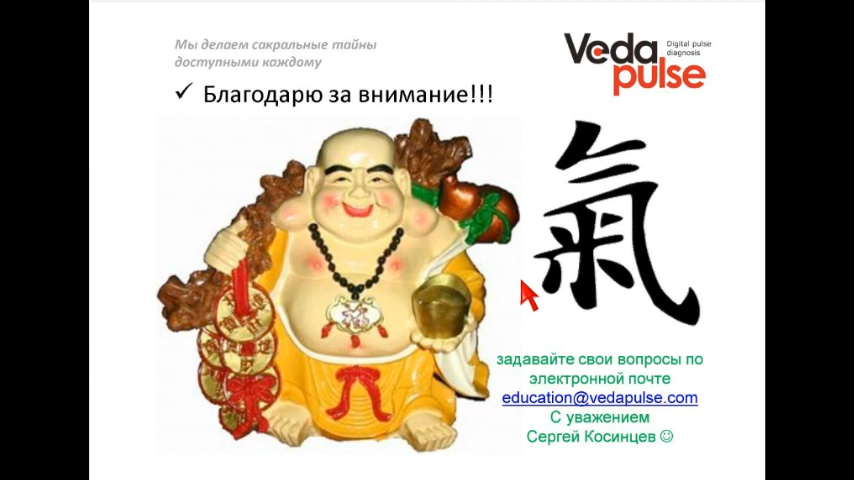 Мы делаем сакральные тайны
доступными каждому
Veda
pulse
Digital pulse
diagnosis
✓ Благодарю за внимание!!!
氣
福
задавайте свои вопросы по
электронной почте
education@vedapulse.com
С уважением
Сергей Косинцев ☺